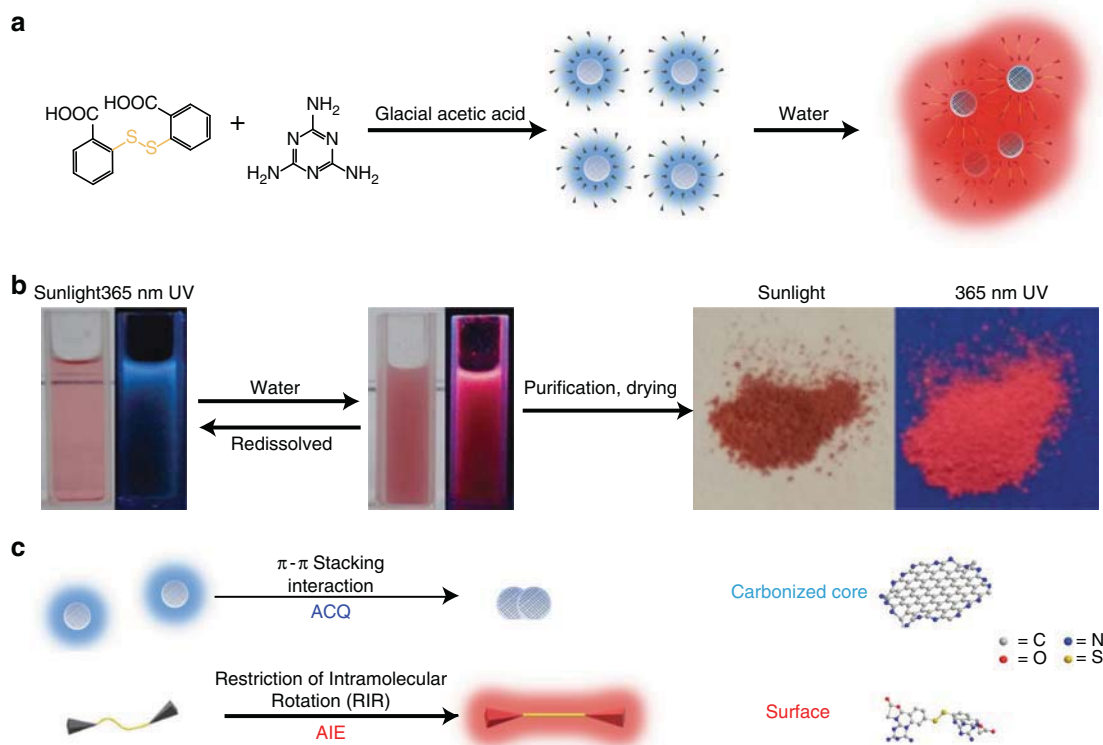 a
HOOC
HOOC
S
S
+
NH2
N
N
NH2
N
NH2
Glacial acetic acid
Water
b
Sunlight365 nm UV
Water
Redissolved
Purification, drying
Sunlight
365 nm UV
c
π-π Stacking
interaction
ACQ
Carbonized core
= C
= N
= O
= S
Restriction of Intramolecular
Rotation (RIR)
AIE
Surface